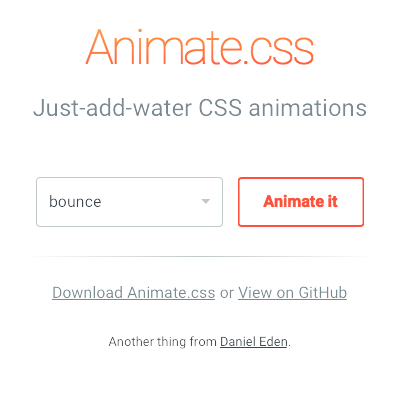 Animate.css
Just-add-water CSS animations
bounce
Animate it
Download Animate.css or View on GitHub
Another thing from Daniel Eden.